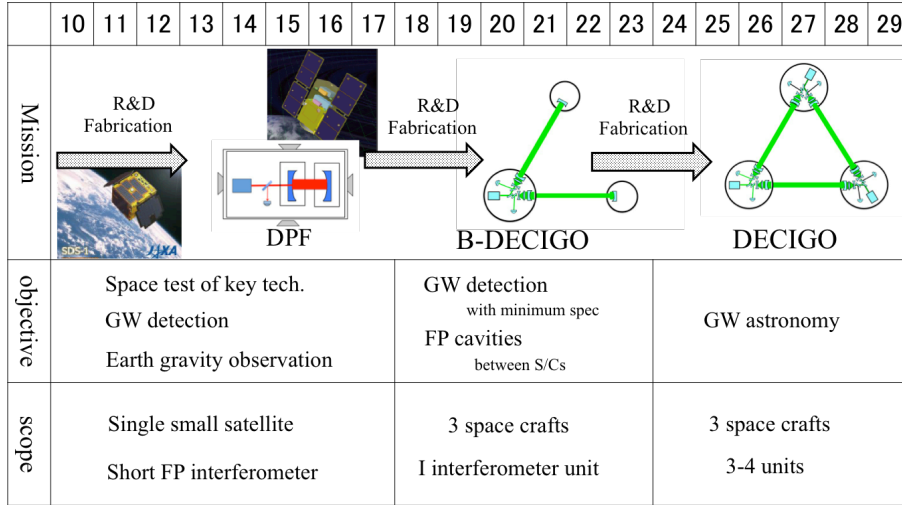 10 11 12 13 14 15 16 17 18 19 20 21 22 23 24 25 26 27 28 29
Mission
R&D
Fabrication
R&D
Fabrication
R&D
Fabrication
SDS-1
JAXA
DPF
B-DECIGO
DECIGO
objective
Space test of key tech.
GW detection
Earth gravity observation
GW detection
with minimum spec
FP cavities
between S/Cs
GW astronomy
scope
Single small satellite
Short FP interferometer
3 space crafts
I interferometer unit
3 space crafts
3-4 units